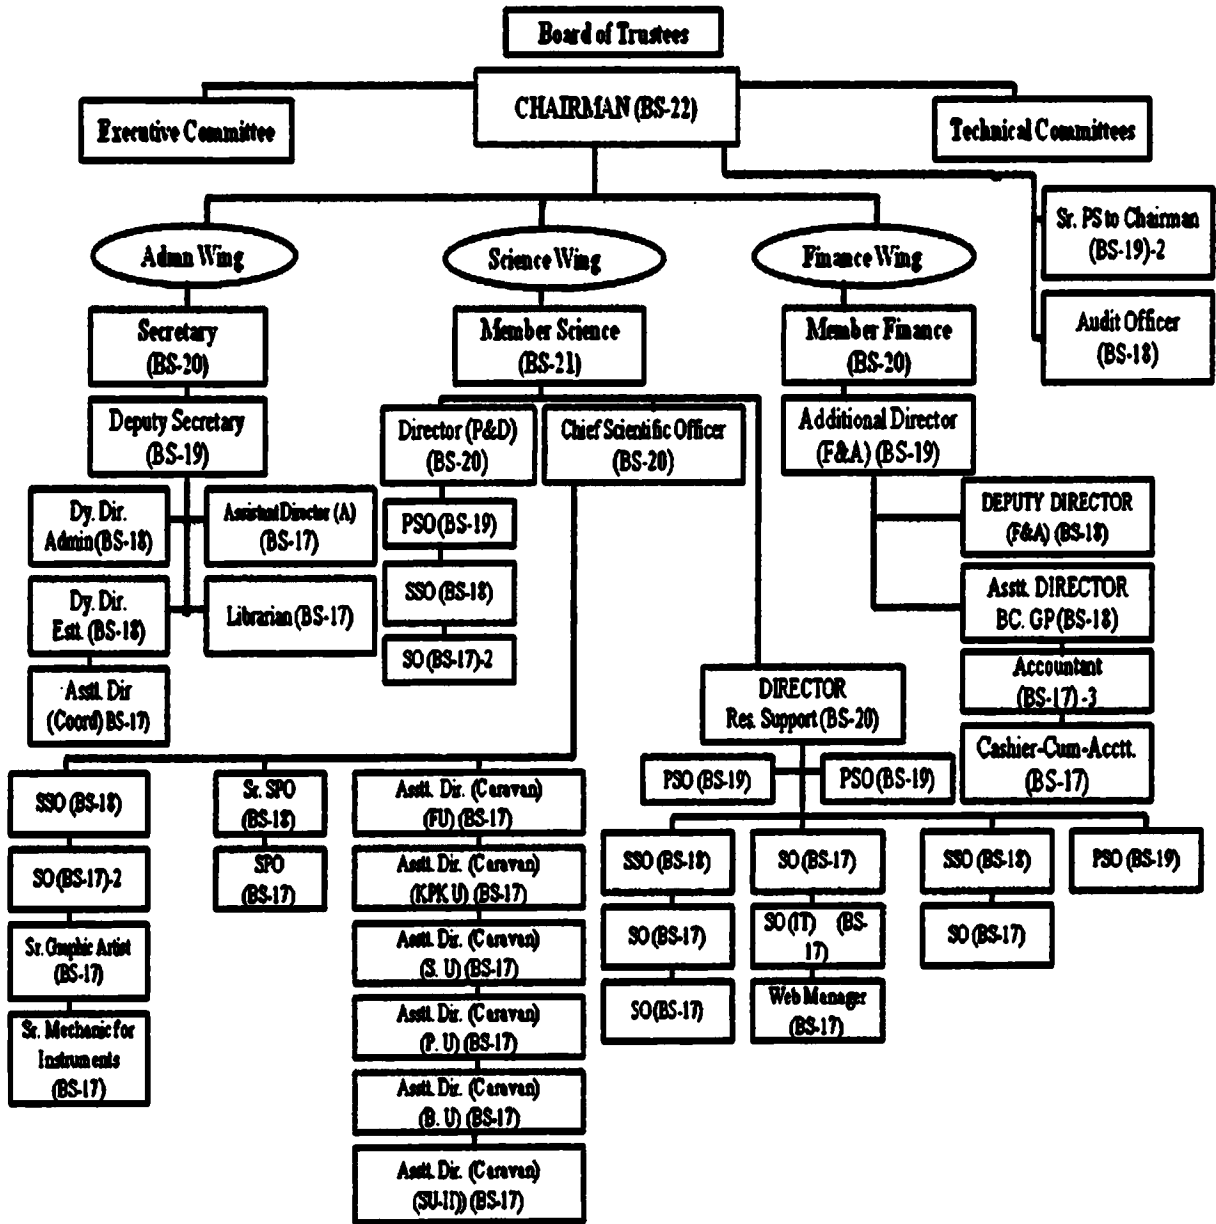 Board of Trustees
CHAIRMAN (BS-22)
Executive Committee
Technical Committees
Sr. PS to Chairman
(BS-19)-2
Audit Officer
(BS-18)
Admn Wing
Science Wing
Finance Wing
Secretary
(BS-20)
Member Science
(BS-21)
Member Finance
(BS-20)
Deputy Secretary
(BS-19)
Director (P&D)
(BS-20)
Chief Scientific Officer
(BS-20)
Additional Director
(F&A) (BS-19)
Dy. Dir.
Admin (BS-18)
Assistant Director (A)
(BS-17)
Dy. Dir.
Estt. (BS-18)
Librarian (BS-17)
Asstt. Dir
(Coord) BS-17)
PSO (BS-19)
SSO (BS-18)
SO (BS-17)-2
DEPUTY DIRECTOR
(F&A) (BS-18)
Asstt. DIRECTOR
BC. GP (BS-18)
Accountant
(BS-17) -3
Cashier-Cum-Acctt.
(BS-17)
DIRECTOR
Res. Support (BS-20)
PSO (BS-19)
PSO (BS-19)
SSO (BS-18)
SO (BS-17)-2
Sr. Graphic Artist
(BS-17)
Sr. Mechanic for
Instruments
(BS-17)
Sr. SPO
(BS-18)
SPO
(BS-17)
Asstt. Dir. (Caravan)
(FU) (BS-17)
Asstt. Dir. (Caravan)
(KPK U) (BS-17)
Asstt. Dir. (Caravan)
(S. U) (BS-17)
Asstt. Dir. (Caravan)
(P. U) (BS-17)
Asstt. Dir. (Caravan)
(B. U) (BS-17)
Asstt. Dir. (Caravan)
(SU-II)) (BS-17)
SSO (BS-18)
SO (BS-17)
SO (BS-17)
SO (BS-17)
SO (IT) (BS-
17)
Web Manager
(BS-17)
SSO (BS-18)
SO (BS-17)
PSO (BS-19)